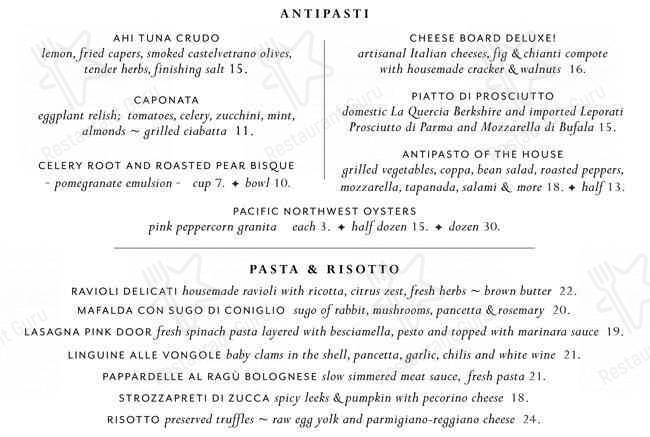 ANTIPASTI
AHI TUNA CRUDO
lemon, fried capers, smoked castelvetrano olives,
tender herbs, finishing salt 15.
CAPONATA
eggplant relish; tomatoes, celery, zucchini, mint,
almonds ~ grilled ciabatta 11.
CELERY ROOT AND ROASTED PEAR BISQUE
- pomegranate emulsion - cup 7. ✦ bowl 10.
CHEESE BOARD DELUXE!
artisanal Italian cheeses, fig & chianti compote
with housemade cracker & walnuts 16.
PIATTO DI PROSCIUTTO
domestic La Quercia Berkshire and imported Leporati
Prosciutto di Parma and Mozzarella di Bufala 15.
ANTIPASTO OF THE HOUSE
grilled vegetables, coppa, bean salad, roasted peppers,
mozzarella, tapanada, salami & more 18. ✦ half 13.
PACIFIC NORTHWEST OYSTERS
pink peppercorn granita each 3. ✦ half dozen 15. ✦ dozen 30.
PASTA & RISOTTO
RAVIOLI DELICATI housemade ravioli with ricotta, citrus zest, fresh herbs ~ brown butter 22.
MAFALDA CON SUGO DI CONIGLIO sugo of rabbit, mushrooms, pancetta & rosemary 20.
LASAGNA PINK DOOR fresh spinach pasta layered with besciamella, pesto and topped with marinara sauce 19.
LINGUINE ALLE VONGOLE baby clams in the shell, pancetta, garlic, chilis and white wine 21.
PAPPARDELLE AL RAGÙ BOLOGNESE slow simmered meat sauce, fresh pasta 21.
STROZZAPRETI DI ZUCCA spicy leeks & pumpkin with pecorino cheese 18.
RISOTTO preserved truffles ~ raw egg yolk and parmigiano-reggiano cheese 24.
Restaurant Guru